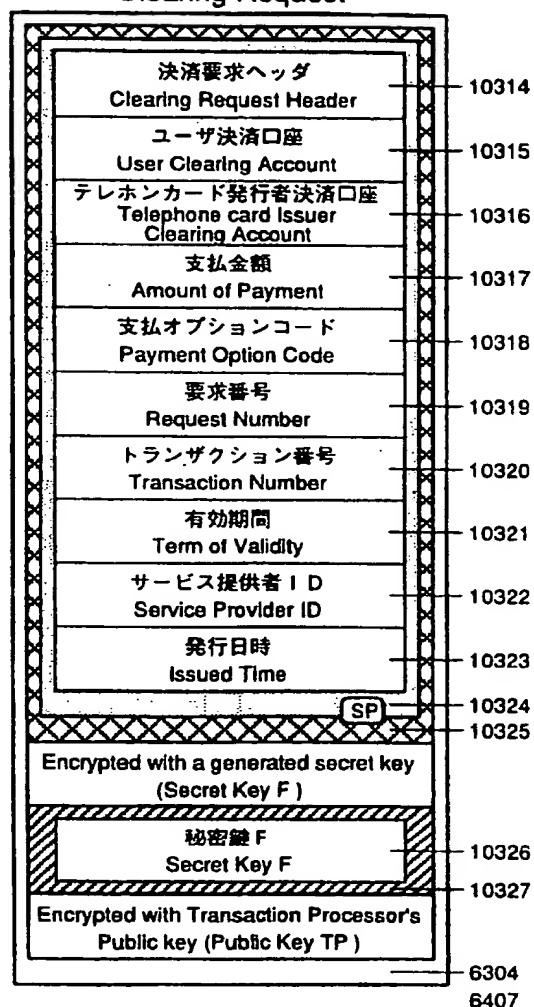 Clearing Request
決済要求ヘッダ
Clearing Request Header
10314
ユーザ決済口座
User Clearing Account
10315
テレホンカード発行者決済口座
Telephone card Issuer
Clearing Account
10316
支払金額
Amount of Payment
10317
支払オプションコード
Payment Option Code
10318
要求番号
Request Number
10319
トランザクション番号
Transaction Number
10320
有効期間
Term of Validity
10321
サービス提供者ID
Service Provider ID
10322
発行日時
Issued Time
10323
SP
10324
10325
Encrypted with a generated secret key
(Secret Key F )
秘密鍵 F
Secret Key F
10326
10327
Encrypted with Transaction Processor's
Public key (Public Key TP )
6304
6407